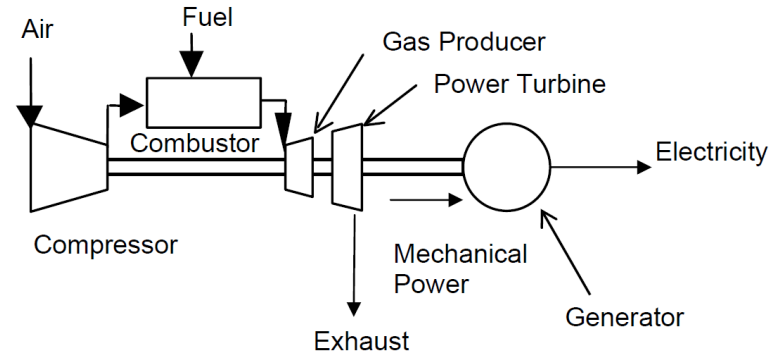 Fuel
Air
Gas Producer
Power Turbine
Combustor
Electricity
Compressor
Mechanical
Power
Generator
Exhaust